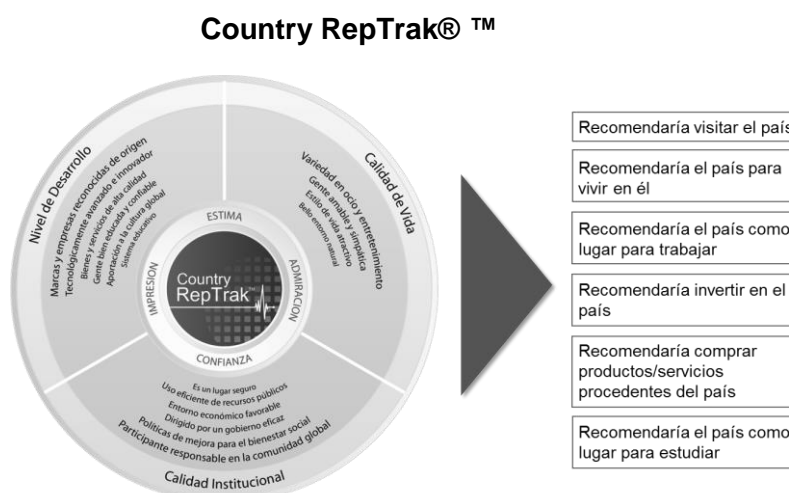 Country RepTrak® ™
Nivel de Desarrollo
Marcas y empresas reconocidas de origen
Tecnológicamente avanzado e innovador
Bienes y servicios de alta calidad
Gente bien educada y confiable
Aportación a la cultura global
Sistema educativo
Calidad de Vida
Variedad en ocio y entretenimiento
Gente amable y simpática
Estilo de vida atractivo
Bello entorno natural
ESTIMA
ADMIRACION
CONFIANZA
IMPRESION
Country
RepTrak™
Es un lugar seguro
Uso eficiente de recursos públicos
Entorno económico favorable
Dirigido por un gobierno eficaz
Políticas de mejora para el bienestar social
Participante responsable en la comunidad global
Calidad Institucional
Recomendaría visitar el país
Recomendaría el país para
vivir en él
Recomendaría el país como
lugar para trabajar
Recomendaría invertir en el
país
Recomendaría comprar
productos/servicios
procedentes del país
Recomendaría el país como
lugar para estudiar